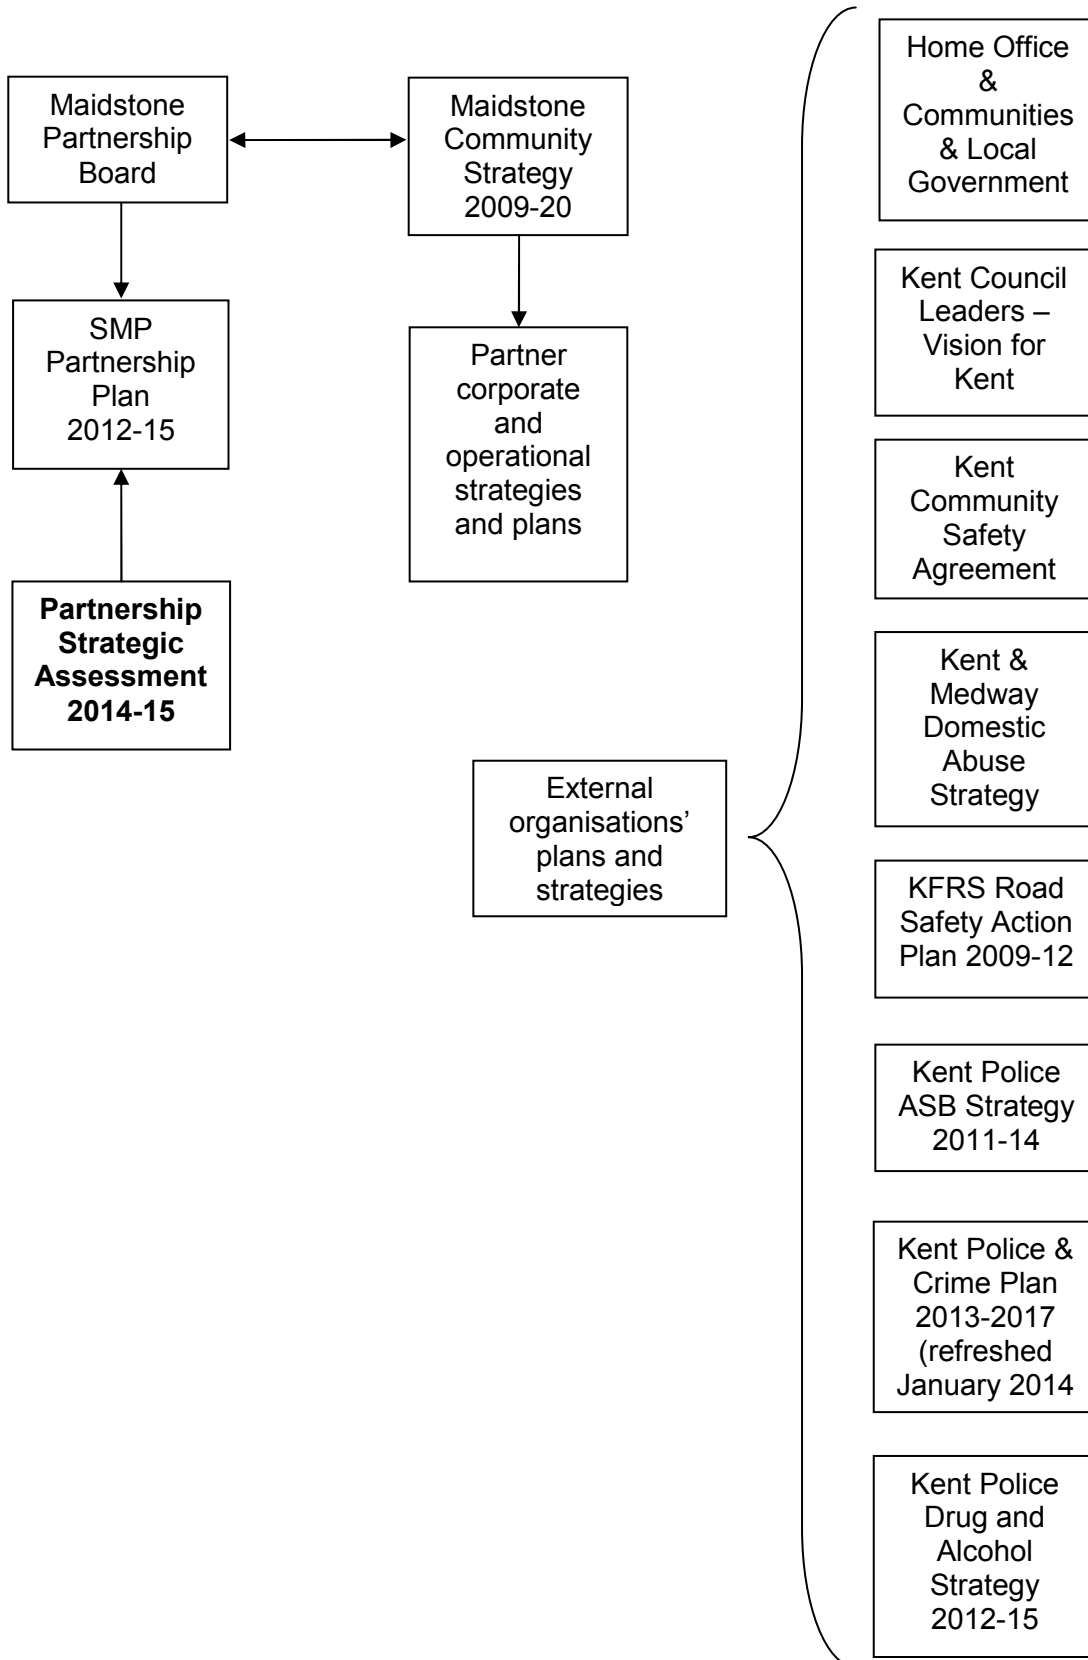 Maidstone
Partnership
Board
Maidstone
Community
Strategy
2009-20
SMP
Partnership
Plan
2012-15
Partner
corporate
and
operational
strategies
and plans
Partnership
Strategic
Assessment
2014-15
External
organisations’
plans and
strategies
Home Office
&
Communities
& Local
Government
Kent Council
Leaders –
Vision for
Kent
Kent
Community
Safety
Agreement
Kent &
Medway
Domestic
Abuse
Strategy
KFRS Road
Safety Action
Plan 2009-12
Kent Police
ASB Strategy
2011-14
Kent Police &
Crime Plan
2013-2017
(refreshed
January 2014
Kent Police
Drug and
Alcohol
Strategy
2012-15